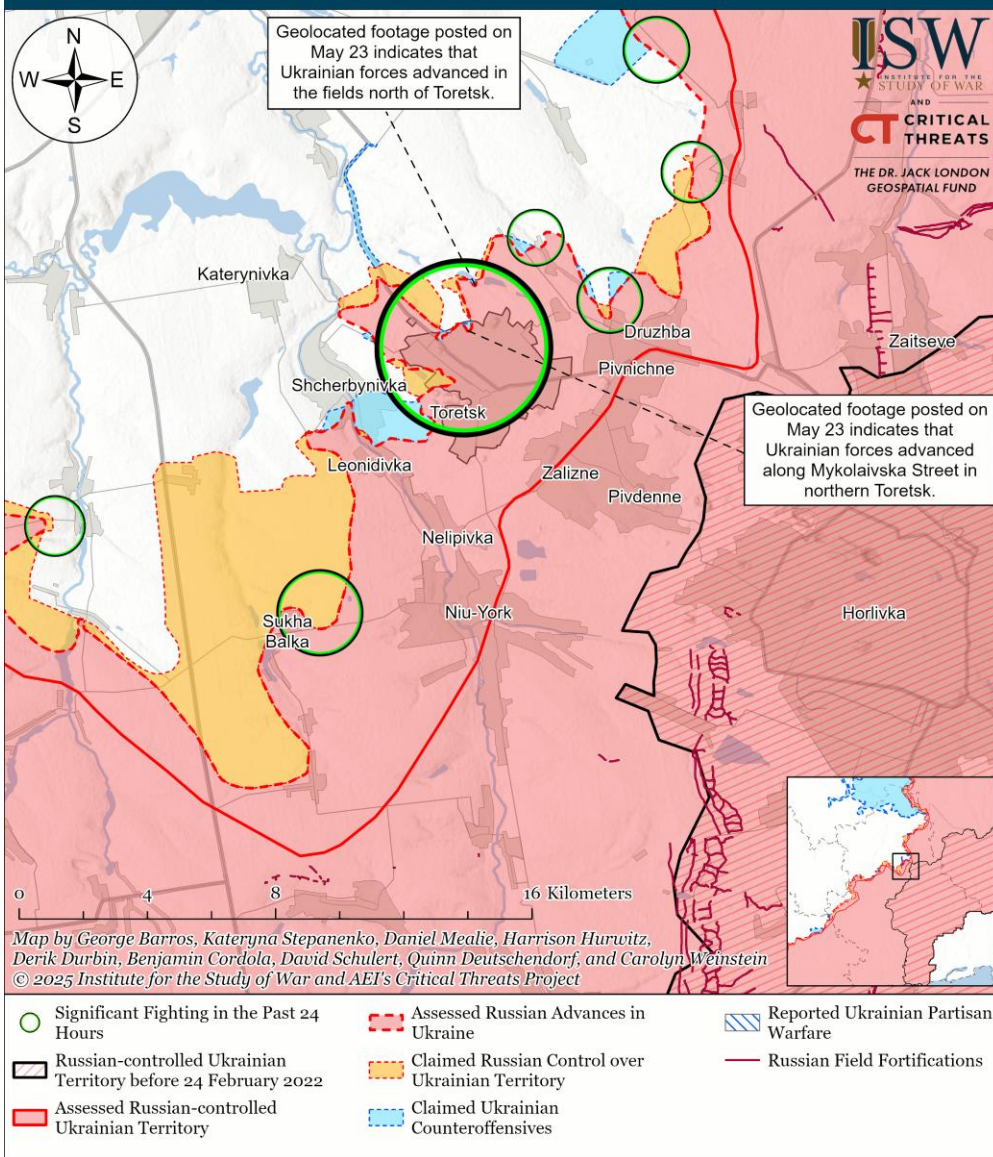 N
W
E
S
Geolocated footage posted on
May 23 indicates that
Ukrainian forces advanced in
the fields north of Toretsk.
ISW
INSTITUTE FOR THE
STUDY OF WAR
AND
CT CRITICAL
THREATS
THE DR. JACK LONDON
GEOSPATIAL FUND
Katerynivka
Druzhba
Zaitseve
Pivnichne
Shcherbynivka
Toretsk
Geolocated footage posted on
May 23 indicates that
Ukrainian forces advanced
along Mykolaivska Street in
northern Toretsk.
Leonidivka
Zalizne
Pivdenne
Nelipivka
Niu-York
Horlivka
Sukha
Balka
0 4 8 16 Kilometers
Map by George Barros, Kateryna Stepanenko, Daniel Mealie, Harrison Hurwitz,
Derik Durbin, Benjamin Cordola, David Schulert, Quinn Deutschendorf, and Carolyn Weinstein
© 2025 Institute for the Study of War and AEI's Critical Threats Project
Significant Fighting in the Past 24
Hours
Russian-controlled Ukrainian
Territory before 24 February 2022
Assessed Russian-controlled
Ukrainian Territory
Assessed Russian Advances in
Ukraine
Claimed Russian Control over
Ukrainian Territory
Claimed Ukrainian
Counteroffensives
Reported Ukrainian Partisan
Warfare
Russian Field Fortifications